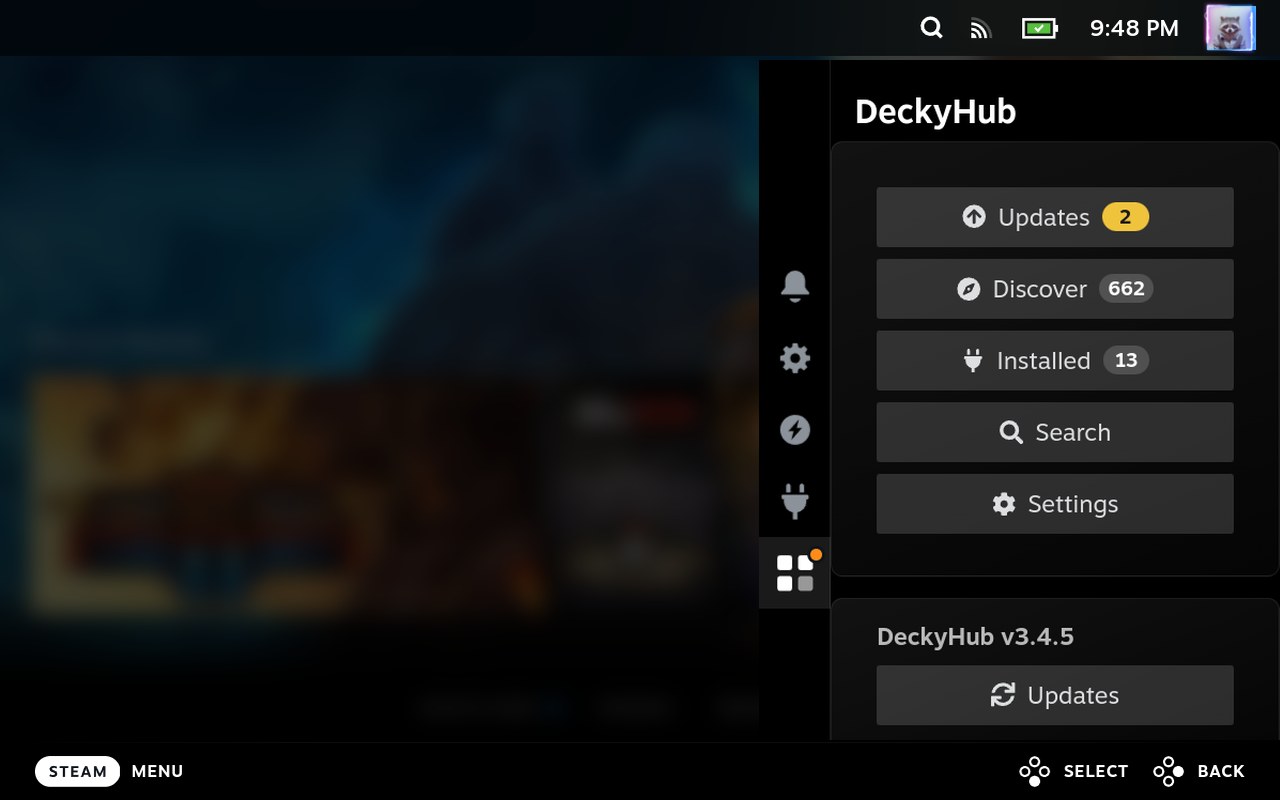 9:48 PM
DeckyHub
Updates 2
Discover 662
Installed 13
Search
Settings
DeckyHub v3.4.5
Updates
STEAM MENU
SELECT BACK